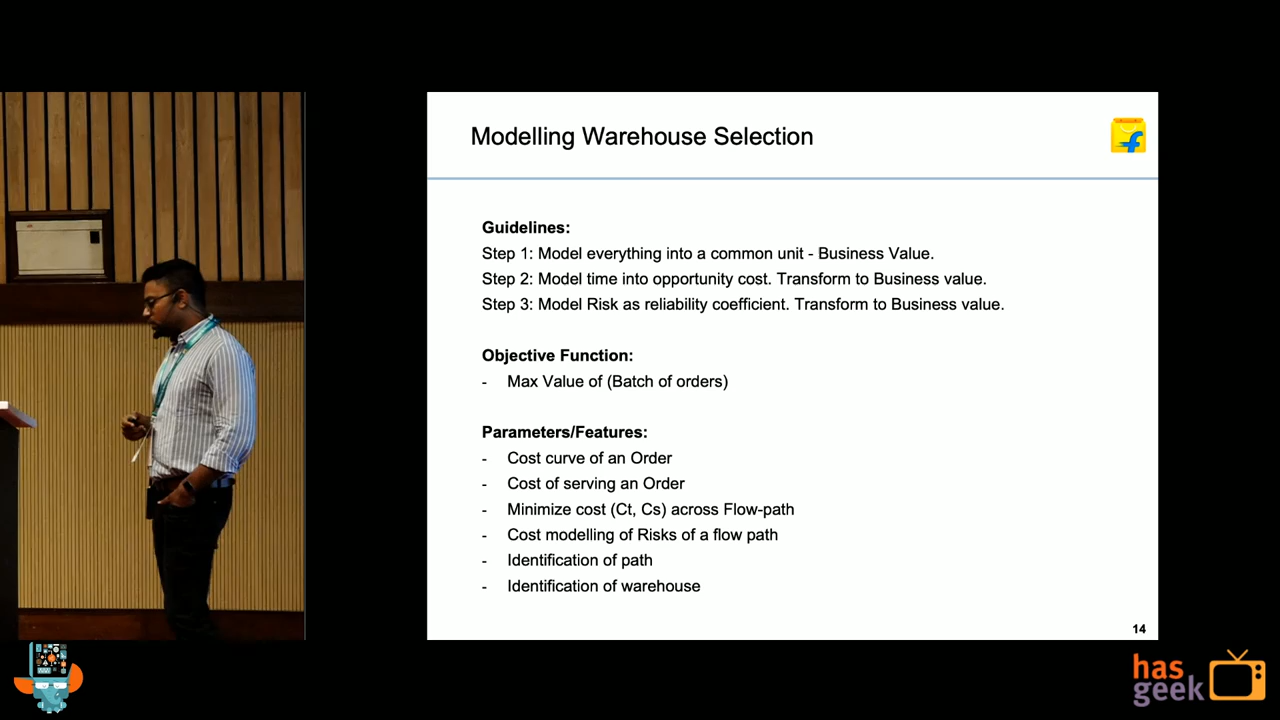 Modelling Warehouse Selection
Guidelines:
Step 1: Model everything into a common unit - Business Value.
Step 2: Model time into opportunity cost. Transform to Business value.
Step 3: Model Risk as reliability coefficient. Transform to Business value.
Objective Function:
- Max Value of (Batch of orders)
Parameters/Features:
- Cost curve of an Order
- Cost of serving an Order
- Minimize cost (Ct, Cs) across Flow-path
- Cost modelling of Risks of a flow path
- Identification of path
- Identification of warehouse
14
has
geek